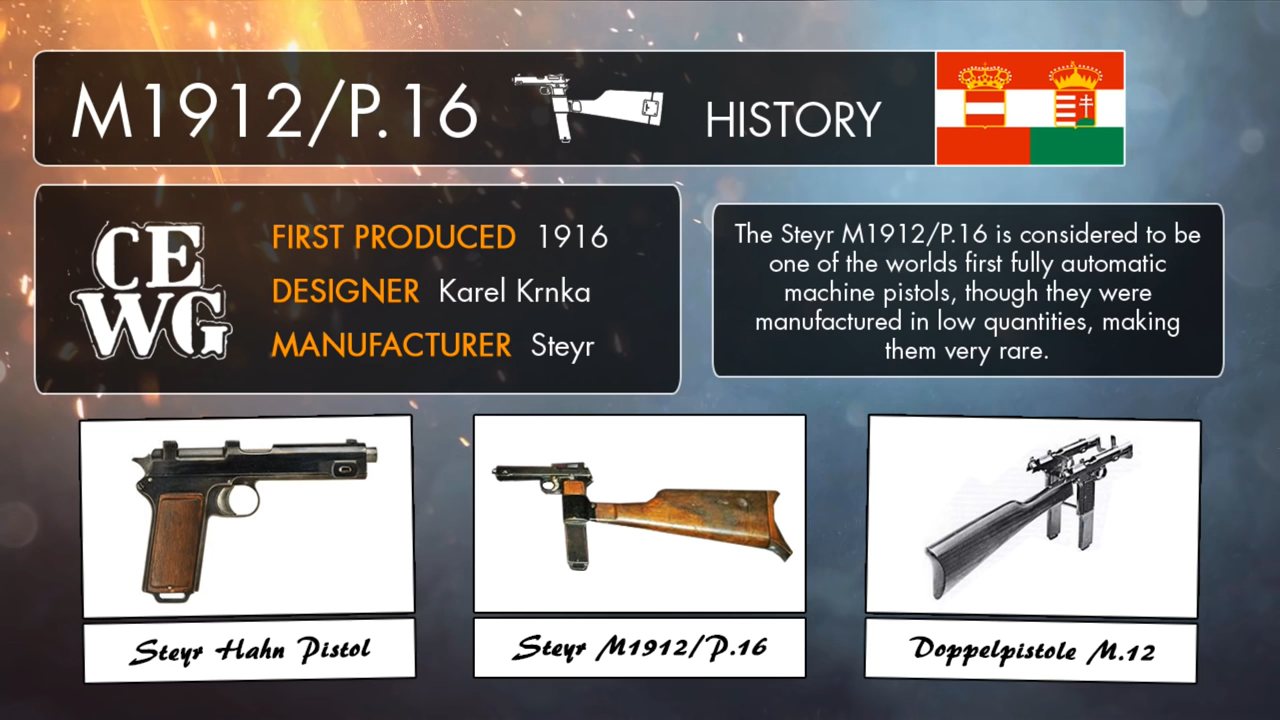 M1912/P.16 HISTORY
CE
WG
FIRST PRODUCED 1916
DESIGNER Karel Krnka
MANUFACTURER Steyr
The Steyr M1912/P.16 is considered to be
one of the worlds first fully automatic
machine pistols, though they were
manufactured in low quantities, making
them very rare.
Steyr Hahn Pistol
Steyr M1912/P.16
Doppelpistole M.12